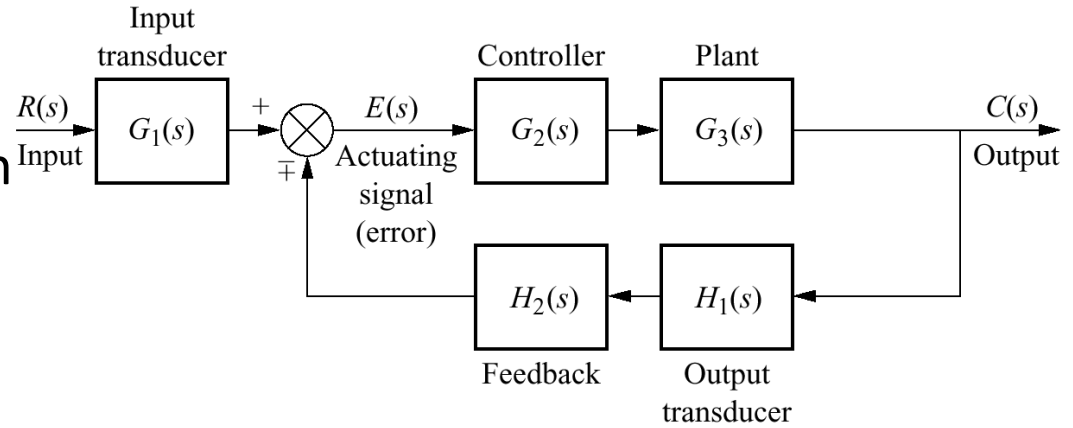 Input
transducer
Controller
Plant
R(s)
G₁(s)
+
E(s)
G₂(s)
G₃(s)
C(s)
n
Input
∓
Actuating
signal
(error)
Output
H₂(s)
H₁(s)
Feedback
Output
transducer